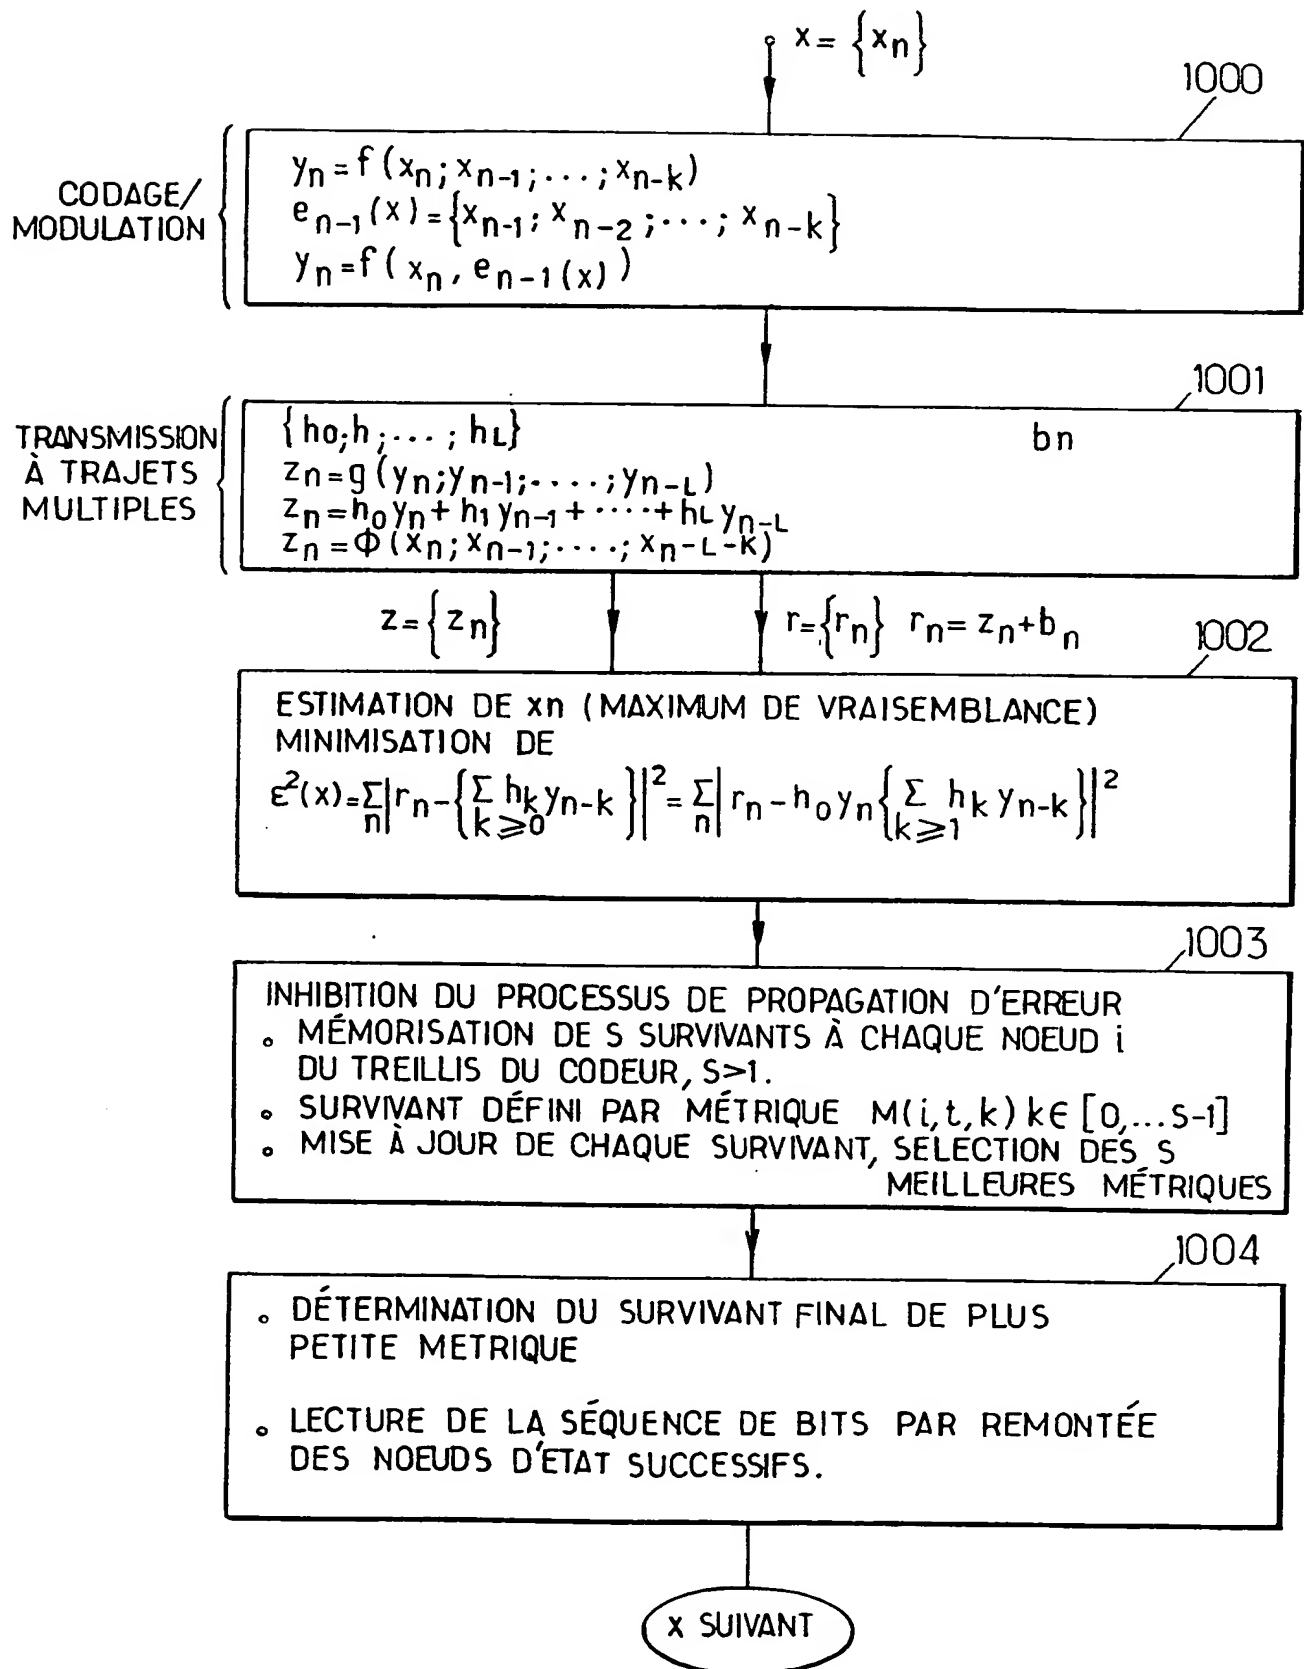 x = {xn}
1000
CODAGE/
MODULATION
yn = f (xn; xn-1; ...; xn-k)
en-1(x) = {xn-1; xn-2; ...; xn-k}
yn = f (xn, en-1(x))
1001
TRANSMISSION
À TRAJETS
MULTIPLES
{ho; h; ...; hL} bn
zn = g (yn; yn-1; ....; yn-L)
zn = h0 yn + h1 yn-1 + ····+ hL yn-L
zn = Φ (xn; xn-1; ....; xn-L-K)
z = {zn} r = {rn} rn = zn + bn
1002
ESTIMATION DE xn (MAXIMUM DE VRAISEMBLANCE)
MINIMISATION DE
ε²(x) = Σn |rn - {Σk⩾0 hk yn-k}|² = Σn |rn - h0 yn {Σk⩾1 hk yn-k}|²
1003
INHIBITION DU PROCESSUS DE PROPAGATION D'ERREUR
∘ MÉMORISATION DE S SURVIVANTS À CHAQUE NOEUD i
DU TREILLIS DU CODEUR, S>1.
∘ SURVIVANT DÉFINI PAR MÉTRIQUE M(i,t,k) k∈[0,...S-1]
∘ MISE À JOUR DE CHAQUE SURVIVANT, SELECTION DES S
MEILLEURES MÉTRIQUES
1004
∘ DÉTERMINATION DU SURVIVANT FINAL DE PLUS
PETITE METRIQUE
∘ LECTURE DE LA SÉQUENCE DE BITS PAR REMONTÉE
DES NOEUDS D'ETAT SUCCESSIFS.
X SUIVANT